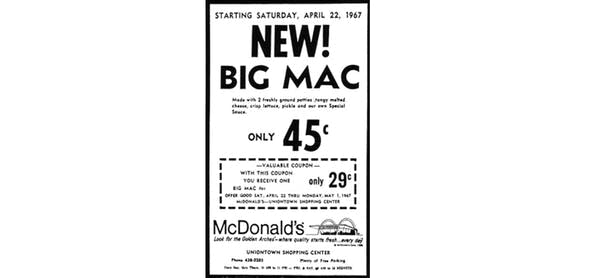 STARTING SATURDAY, APRIL 22, 1967
NEW!
BIG MAC
Made with 2 freshly ground patties, tangy melted
cheese, crisp lettuce, pickle and our own Special
Sauce.
ONLY 45¢
—VALUABLE COUPON—
WITH THIS COUPON
YOU RECEIVE ONE only 29¢
BIG MAC for
OFFER GOOD SAT., APRIL 22 THRU MONDAY, MAY 1, 1967
McDONALD'S—UNIONTOWN SHOPPING CENTER
McDonald's
Look for the Golden Arches—where quality starts fresh...every day
UNIONTOWN SHOPPING CENTER
Phone Plenty of Free Parking